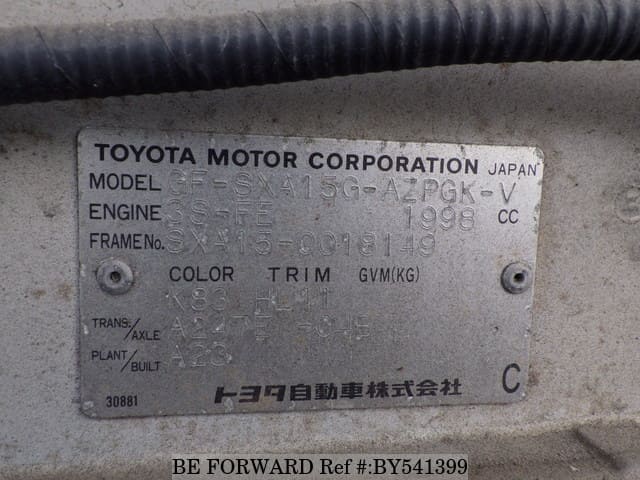 TOYOTA MOTOR CORPORATION JAPAN
MODEL GF-SXA15G-AZPGK-V
ENGINE 3S-FE 1998 CC
FRAME No. SXA15-0018149
COLOR TRIM GVM(KG)
K83 HL11
TRANS./AXLE A247E
PLANT/BUILT A23
30881 トヨタ自動車株式会社 C
BE FORWARD Ref #:BY541399